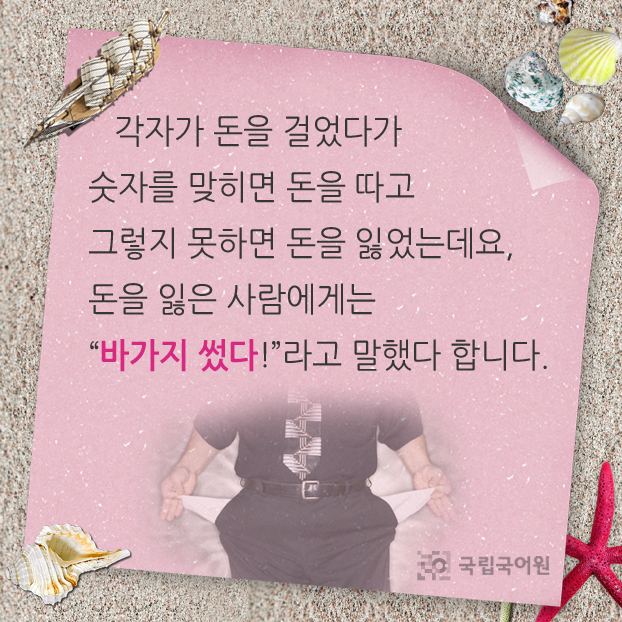 각자가 돈을 걸었다가
숫자를 맞히면 돈을 따고
그렇지 못하면 돈을 잃었는데요,
돈을 잃은 사람에게는
“바가지 썼다!”라고 말했다 합니다.
국립국어원